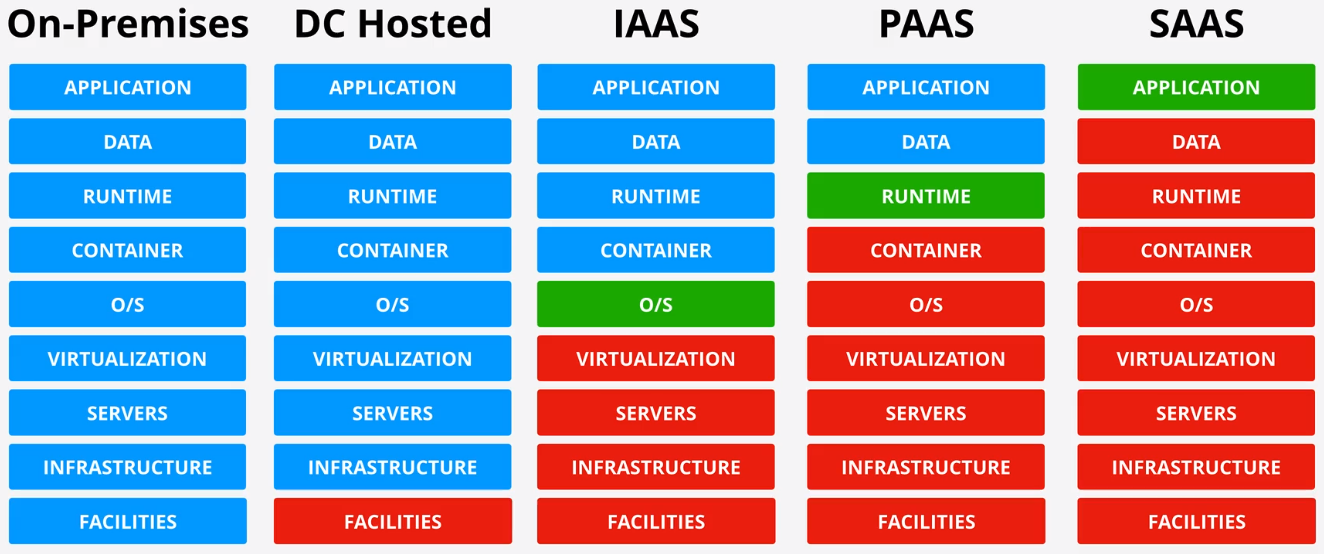 On-Premises DC Hosted IAAS PAAS SAAS
APPLICATION APPLICATION APPLICATION APPLICATION APPLICATION
DATA DATA DATA DATA DATA
RUNTIME RUNTIME RUNTIME RUNTIME RUNTIME
CONTAINER CONTAINER CONTAINER CONTAINER CONTAINER
O/S O/S O/S O/S O/S
VIRTUALIZATION VIRTUALIZATION VIRTUALIZATION VIRTUALIZATION VIRTUALIZATION
SERVERS SERVERS SERVERS SERVERS SERVERS
INFRASTRUCTURE INFRASTRUCTURE INFRASTRUCTURE INFRASTRUCTURE INFRASTRUCTURE
FACILITIES FACILITIES FACILITIES FACILITIES FACILITIES